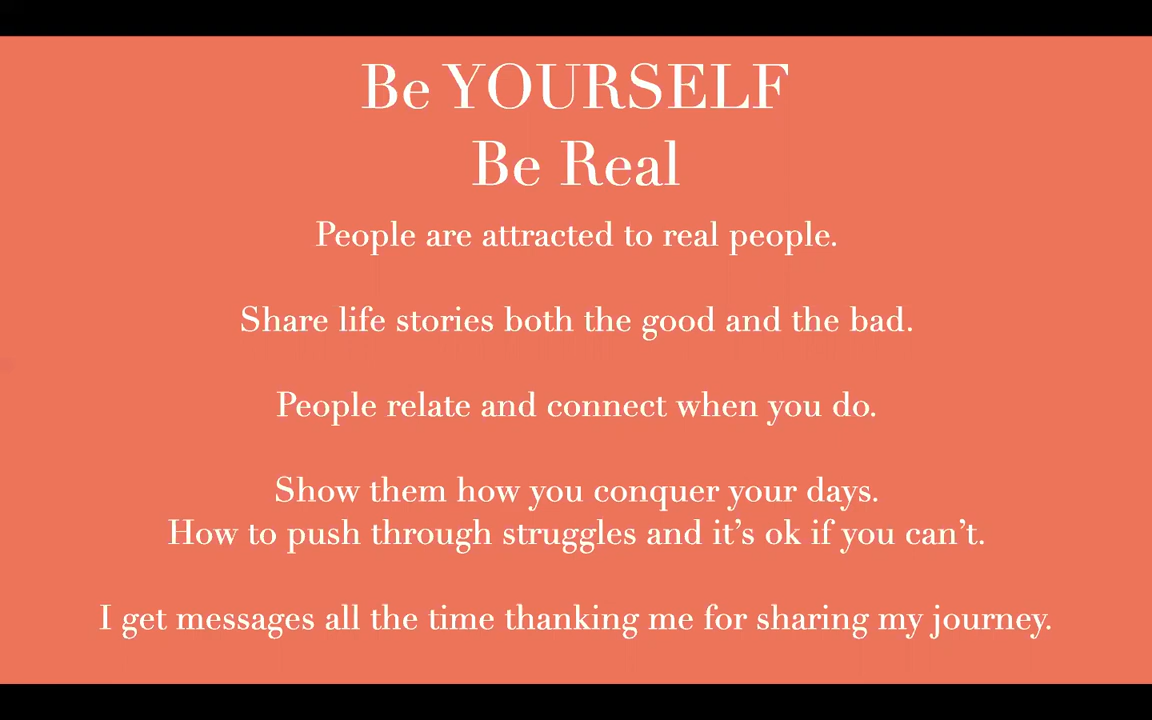 Be YOURSELF
Be Real
People are attracted to real people.
Share life stories both the good and the bad.
People relate and connect when you do.
Show them how you conquer your days.
How to push through struggles and it’s ok if you can’t.
I get messages all the time thanking me for sharing my journey.